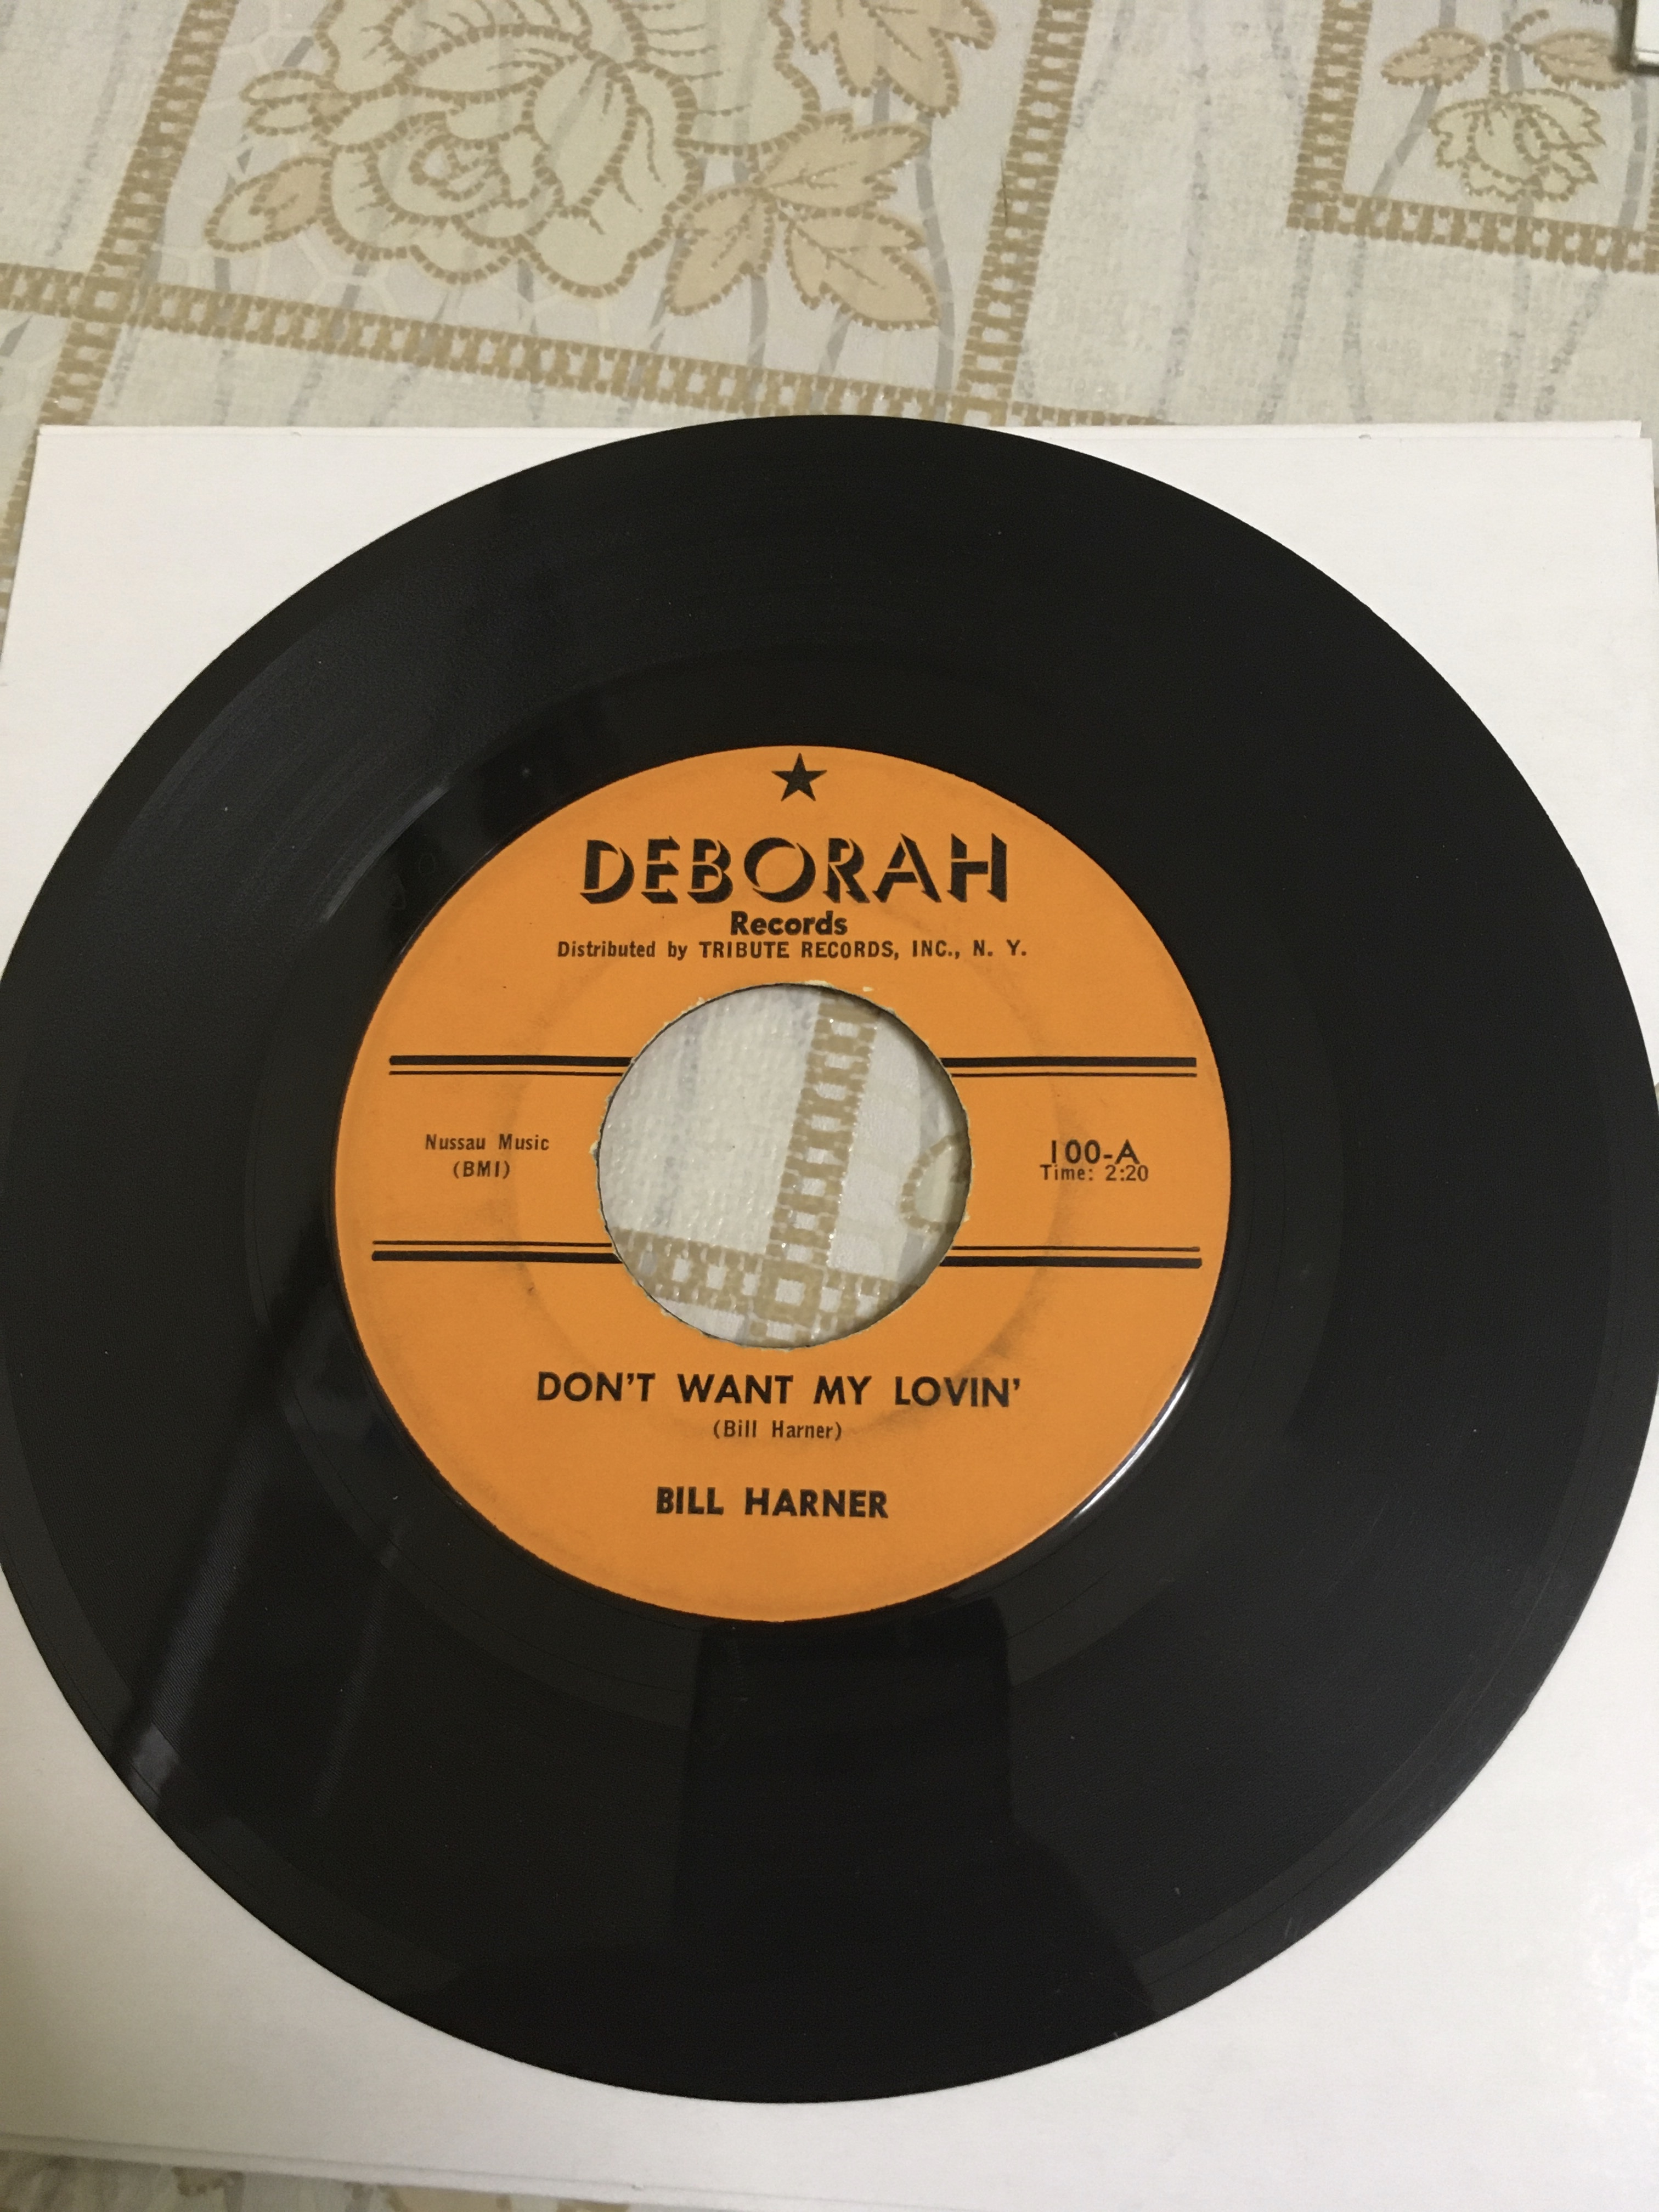 DEBORAH
Records
Distributed by TRIBUTE RECORDS, INC., N. Y.
Nussau Music
(BMI)
100-A
Time: 2:20
DON'T WANT MY LOVIN'
(Bill Harner)
BILL HARNER